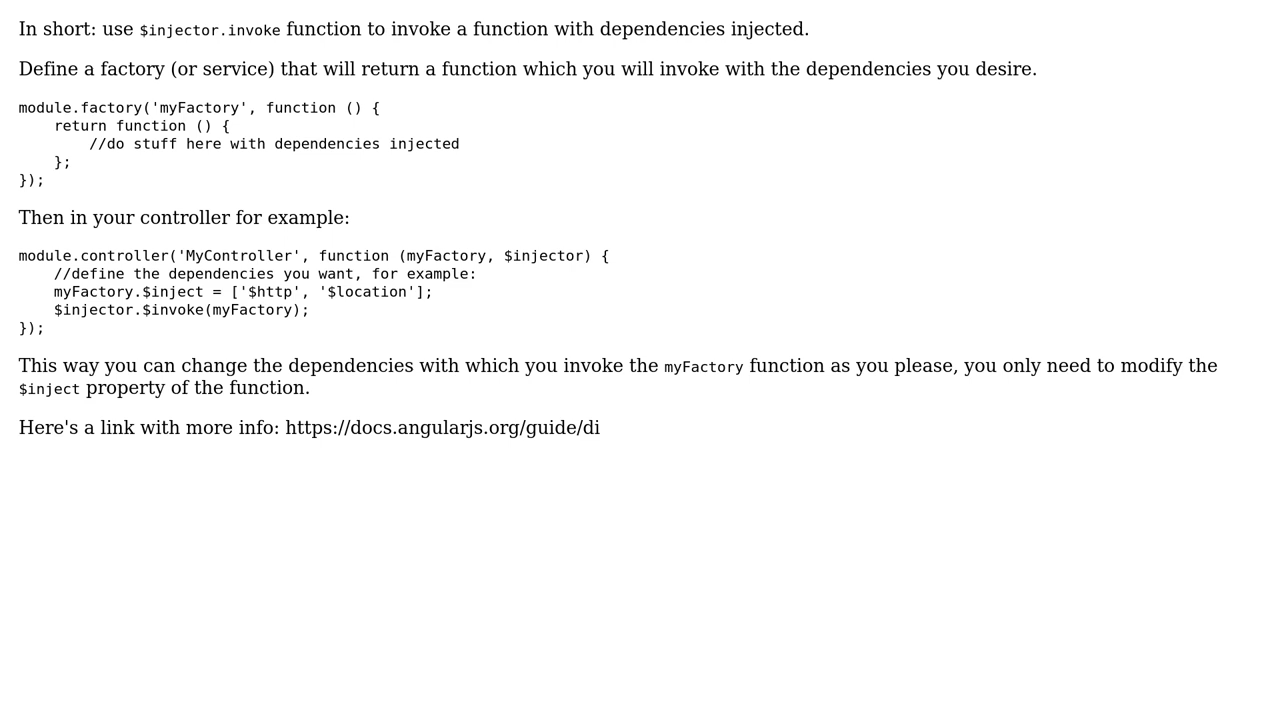 In short: use $injector.invoke function to invoke a function with dependencies injected.
Define a factory (or service) that will return a function which you will invoke with the dependencies you desire.
module.factory('myFactory', function () {
    return function () {
        //do stuff here with dependencies injected
    };
});
Then in your controller for example:
module.controller('MyController', function (myFactory, $injector) {
    //define the dependencies you want, for example:
    myFactory.$inject = ['$http', '$location'];
    $injector.$invoke(myFactory);
});
This way you can change the dependencies with which you invoke the myFactory function as you please, you only need to modify the
$inject property of the function.
Here's a link with more info: https://docs.angularjs.org/guide/di